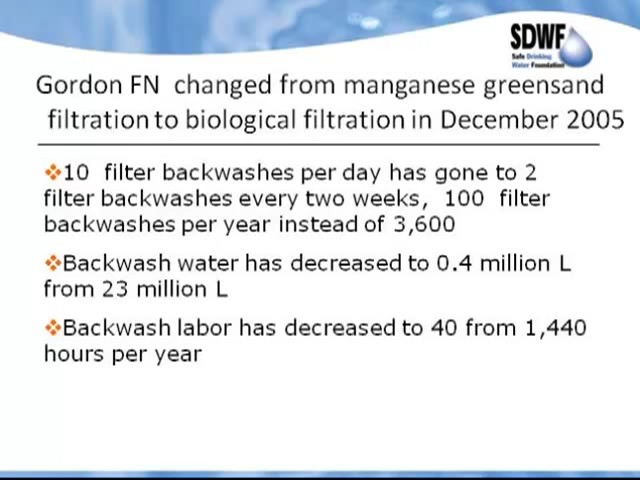 SDWF
Safe Drinking
Water Foundation
Gordon FN changed from manganese greensand
filtration to biological filtration in December 2005
10 filter backwashes per day has gone to 2
filter backwashes every two weeks, 100 filter
backwashes per year instead of 3,600
Backwash water has decreased to 0.4 million L
from 23 million L
Backwash labor has decreased to 40 from 1,440
hours per year